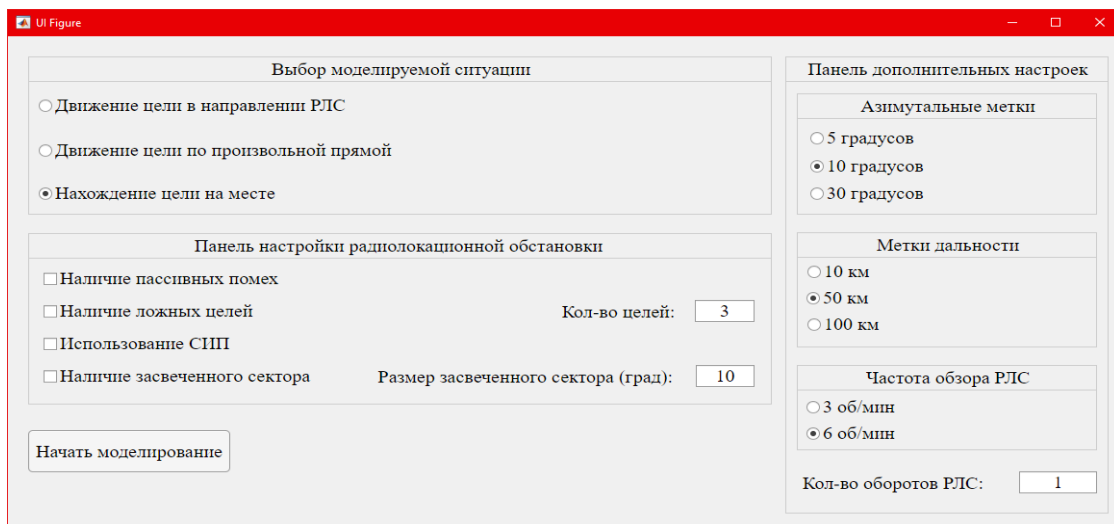 UI Figure
Выбор моделируемой ситуации
Движение цели в направлении РЛС
Движение цели по произвольной прямой
Нахождение цели на месте
Панель настройки радиолокационной обстановки
Наличие пассивных помех
Наличие ложных целей
Кол-во целей: 3
Использование СИП
Наличие засвеченного сектора
Размер засвеченного сектора (град): 10
Начать моделирование
Панель дополнительных настроек
Азимутальные метки
5 градусов
10 градусов
30 градусов
Метки дальности
10 км
50 км
100 км
Частота обзора РЛС
3 об/мин
6 об/мин
Кол-во оборотов РЛС: 1